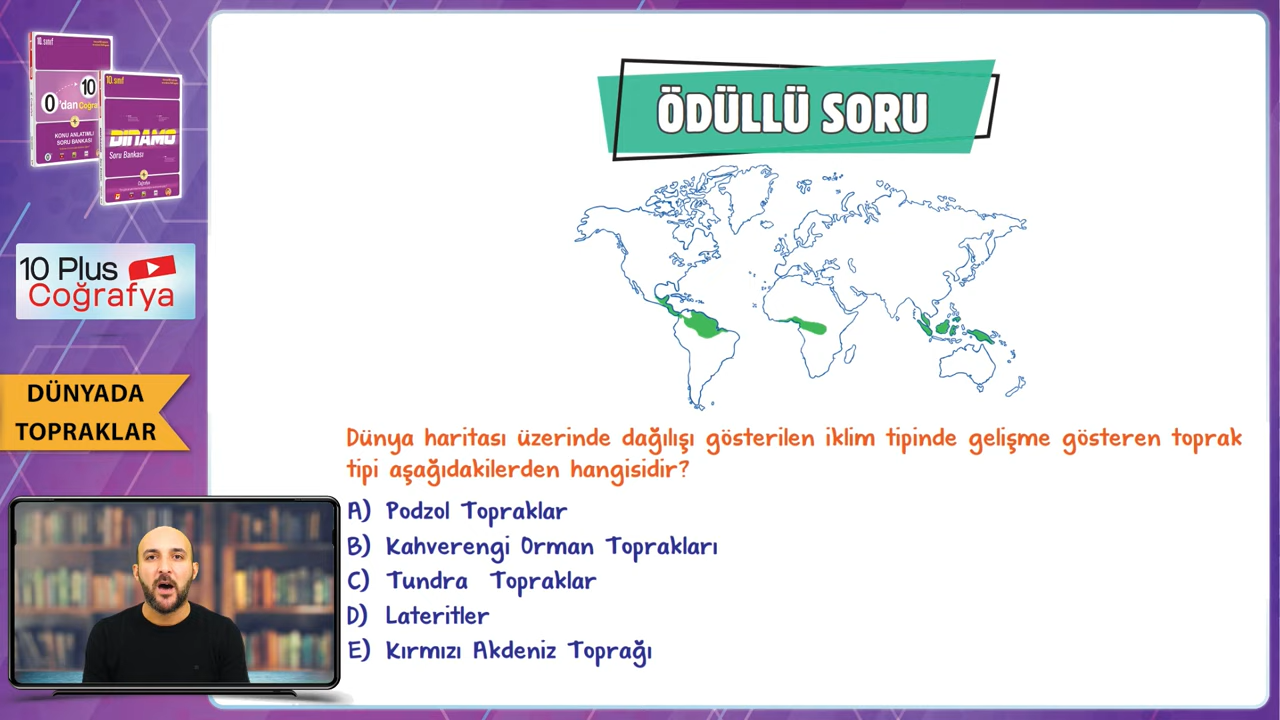 10. sınıf
0'dan
10
KONU ANLATIMLI
SORU BANKASI
10. sınıf
DINAMO
Soru Bankası
Coğrafya
10 Plus
Coğrafya
DÜNYADA
TOPRAKLAR
ÖDÜLLÜ SORU
Dünya haritası üzerinde dağılışı gösterilen iklim tipinde gelişme gösteren toprak
tipi aşağıdakilerden hangisidir?
A) Podzol Topraklar
B) Kahverengi Orman Toprakları
C) Tundra Topraklar
D) Lateritler
E) Kırmızı Akdeniz Toprağı